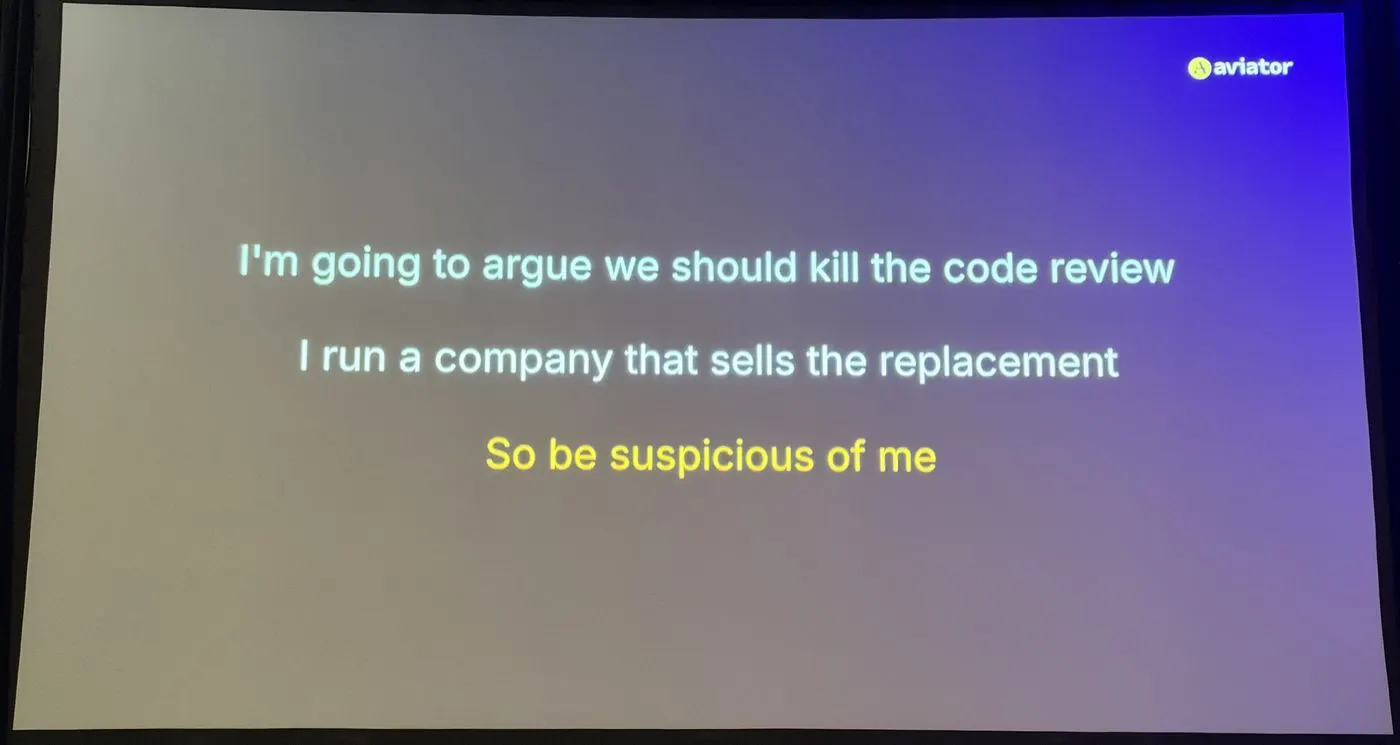 aviator
I'm going to argue we should kill the code review
I run a company that sells the replacement
So be suspicious of me